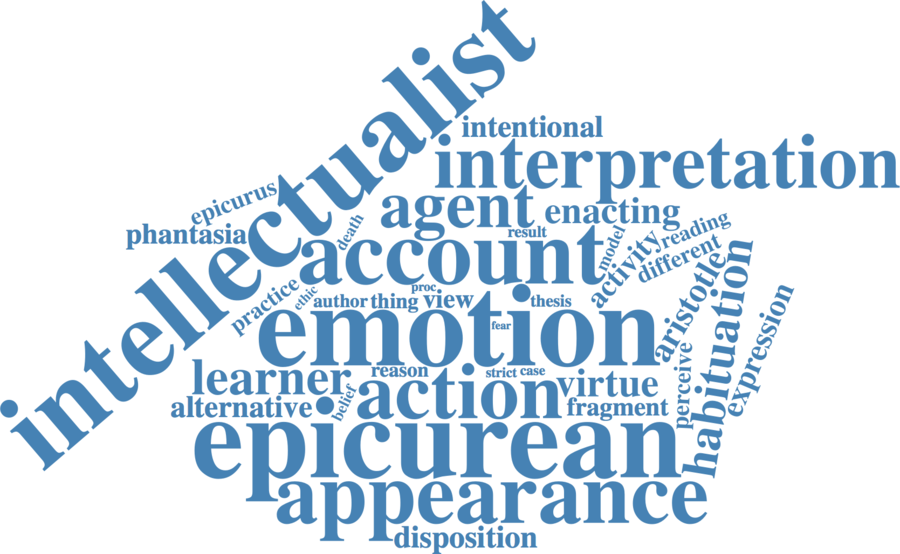 intellectualist
intentional
interpretation
epicurus
agent
enacting
phantasia
death
result
reading
account
model
activity
different
practice
ethic
proc
author
thing
view
thesis
aristotle
habituation
emotion
fear
expression
learner
reason
strict
case
virtue
perceive
alternative
belief
action
fragment
epicurean
appearance
disposition